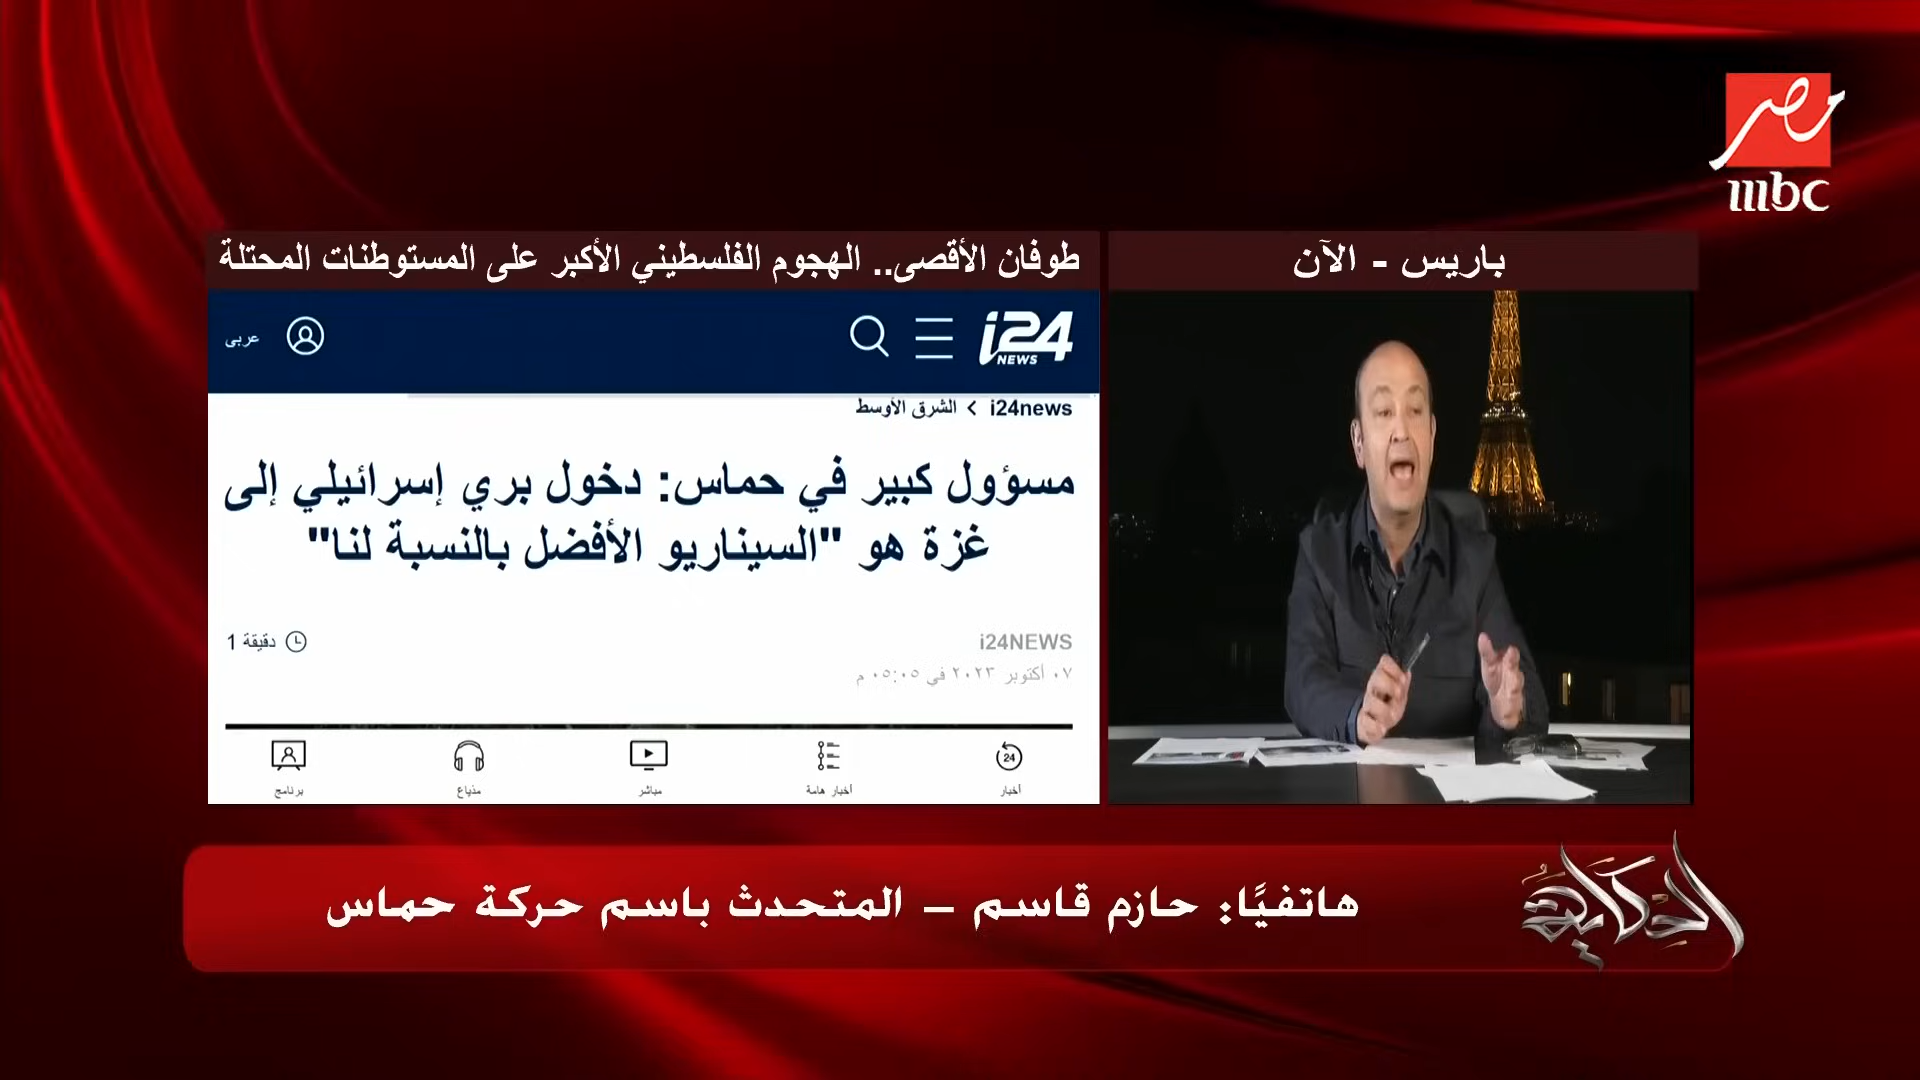 مصر
mbc
باريس - الآن
طوفان الأقصى.. الهجوم الفلسطيني الأكبر على المستوطنات المحتلة
i24
NEWS
عربى
i24news > الشرق الأوسط
مسؤول كبير في حماس: دخول بري إسرائيلي إلى
غزة هو "السيناريو الأفضل بالنسبة لنا"
i24NEWS
دقيقة 1
٠٧ أكتوبر ٢٠٢٣ في ٠٥:٠٥ م
24
أخبار
أخبار هامة
مباشر
مذياع
برنامج
الحكاية
هاتفيًا: حازم قاسم – المتحدث باسم حركة حماس